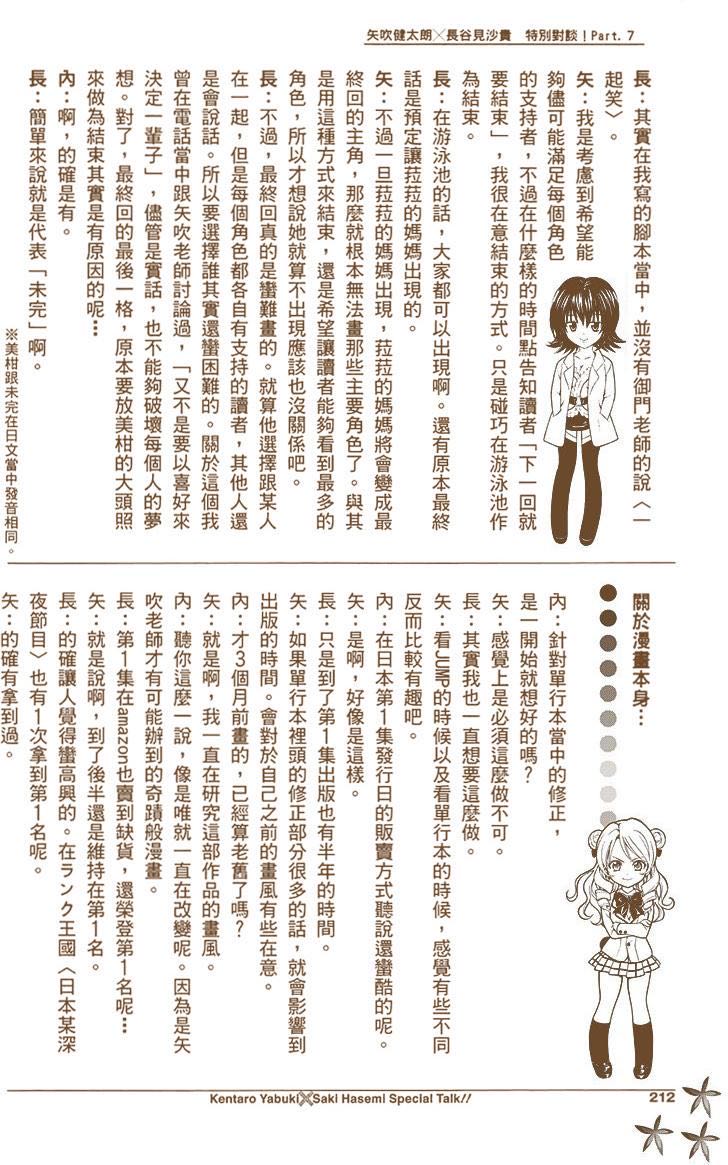 矢吹健太朗╳長谷見沙貴　特別對談！Part. 7
長：其實在我寫的腳本當中，並沒有御門老師的說〈一
起笑〉。
矢：我是考慮到希望能
夠儘可能滿足每個角色
的支持者，不過在什麼樣的時間點告知讀者「下一回就
要結束」，我很在意結束的方式。只是碰巧在游泳池作
為結束。
長：在游泳池的話，大家都可以出現啊。還有原本最終
話是預定讓菈菈的媽媽出現的。
矢：不過一旦菈菈的媽媽出現，菈菈的媽媽將會變成最
終回的主角，那麼就根本無法畫那些主要角色了。與其
是用這種方式來結束，還是希望讓讀者能夠看到最多的
角色，所以才想說她就算不出現應該也沒關係吧。
長：不過，最終回真的是蠻難畫的。就算他選擇跟某人
在一起，但是每個角色都各自有支持的讀者，其他人還
是會說話。所以要選擇誰其實還蠻困難的。關於這個我
曾在電話當中跟矢吹老師討論過，「又不是要以喜好來
決定一輩子」，儘管是實話，也不能夠破壞每個人的夢
想。對了，最終回的最後一格，原本要放美柑的大頭照
來做為結束其實是有原因的呢…
內：啊，的確是有。
長：簡單來說就是代表「未完」啊。
※美柑跟未完在日文當中發音相同。
關於漫畫本身…
內：針對單行本當中的修正，
是一開始就想好的嗎？
矢：感覺上是必須這麼做不可。
長：其實我也一直想要這麼做。
矢：看JUMP的時候以及看單行本的時候，感覺有些不同
反而比較有趣吧。
內：在日本第1集發行日的販賣方式聽說還蠻酷的呢。
矢：是啊，好像是這樣。
長：只是到了第1集出版也有半年的時間。
矢：如果單行本裡頭的修正部分很多的話，就會影響到
出版的時間。會對於自己之前的畫風有些在意。
內：才3個月前畫的，已經算老舊了嗎？
矢：就是啊，我一直在研究這部作品的畫風。
內：聽你這麼一說，像是唯就一直在改變呢。因為是矢
吹老師才有可能辦到的奇蹟般漫畫。
長：第1集在amazon也賣到缺貨，還榮登第1名呢…
矢：就是說啊，到了後半還是維持在第1名。
長：的確讓人覺得蠻高興的。在ランク王國〈日本某深
夜節目〉也有1次拿到第1名呢。
矢：的確有拿到過。
Kentaro Yabuki╳Saki Hasemi Special Talk!!
212